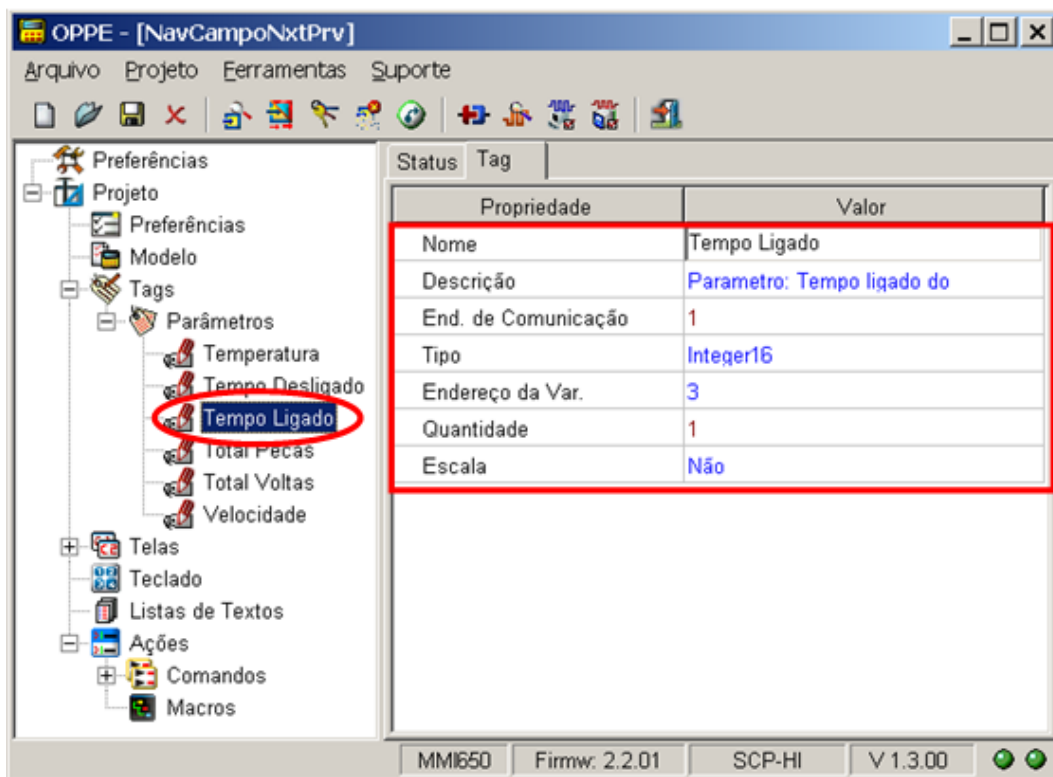 OPPE - [NavCampoNxtPrv]
Arquivo Projeto Ferramentas Suporte
Preferências
Projeto
Preferências
Modelo
Tags
Parâmetros
Temperatura
Tempo Desligado
Tempo Ligado
Total Pecas
Total Voltas
Velocidade
Telas
Teclado
Listas de Textos
Ações
Comandos
Macros
Status Tag
Propriedade Valor
Nome Tempo Ligado
Descrição Parametro: Tempo ligado do
End. de Comunicação 1
Tipo Integer16
Endereço da Var. 3
Quantidade 1
Escala Não
MMI650 Firmw: 2.2.01 SCP-HI V 1.3.00